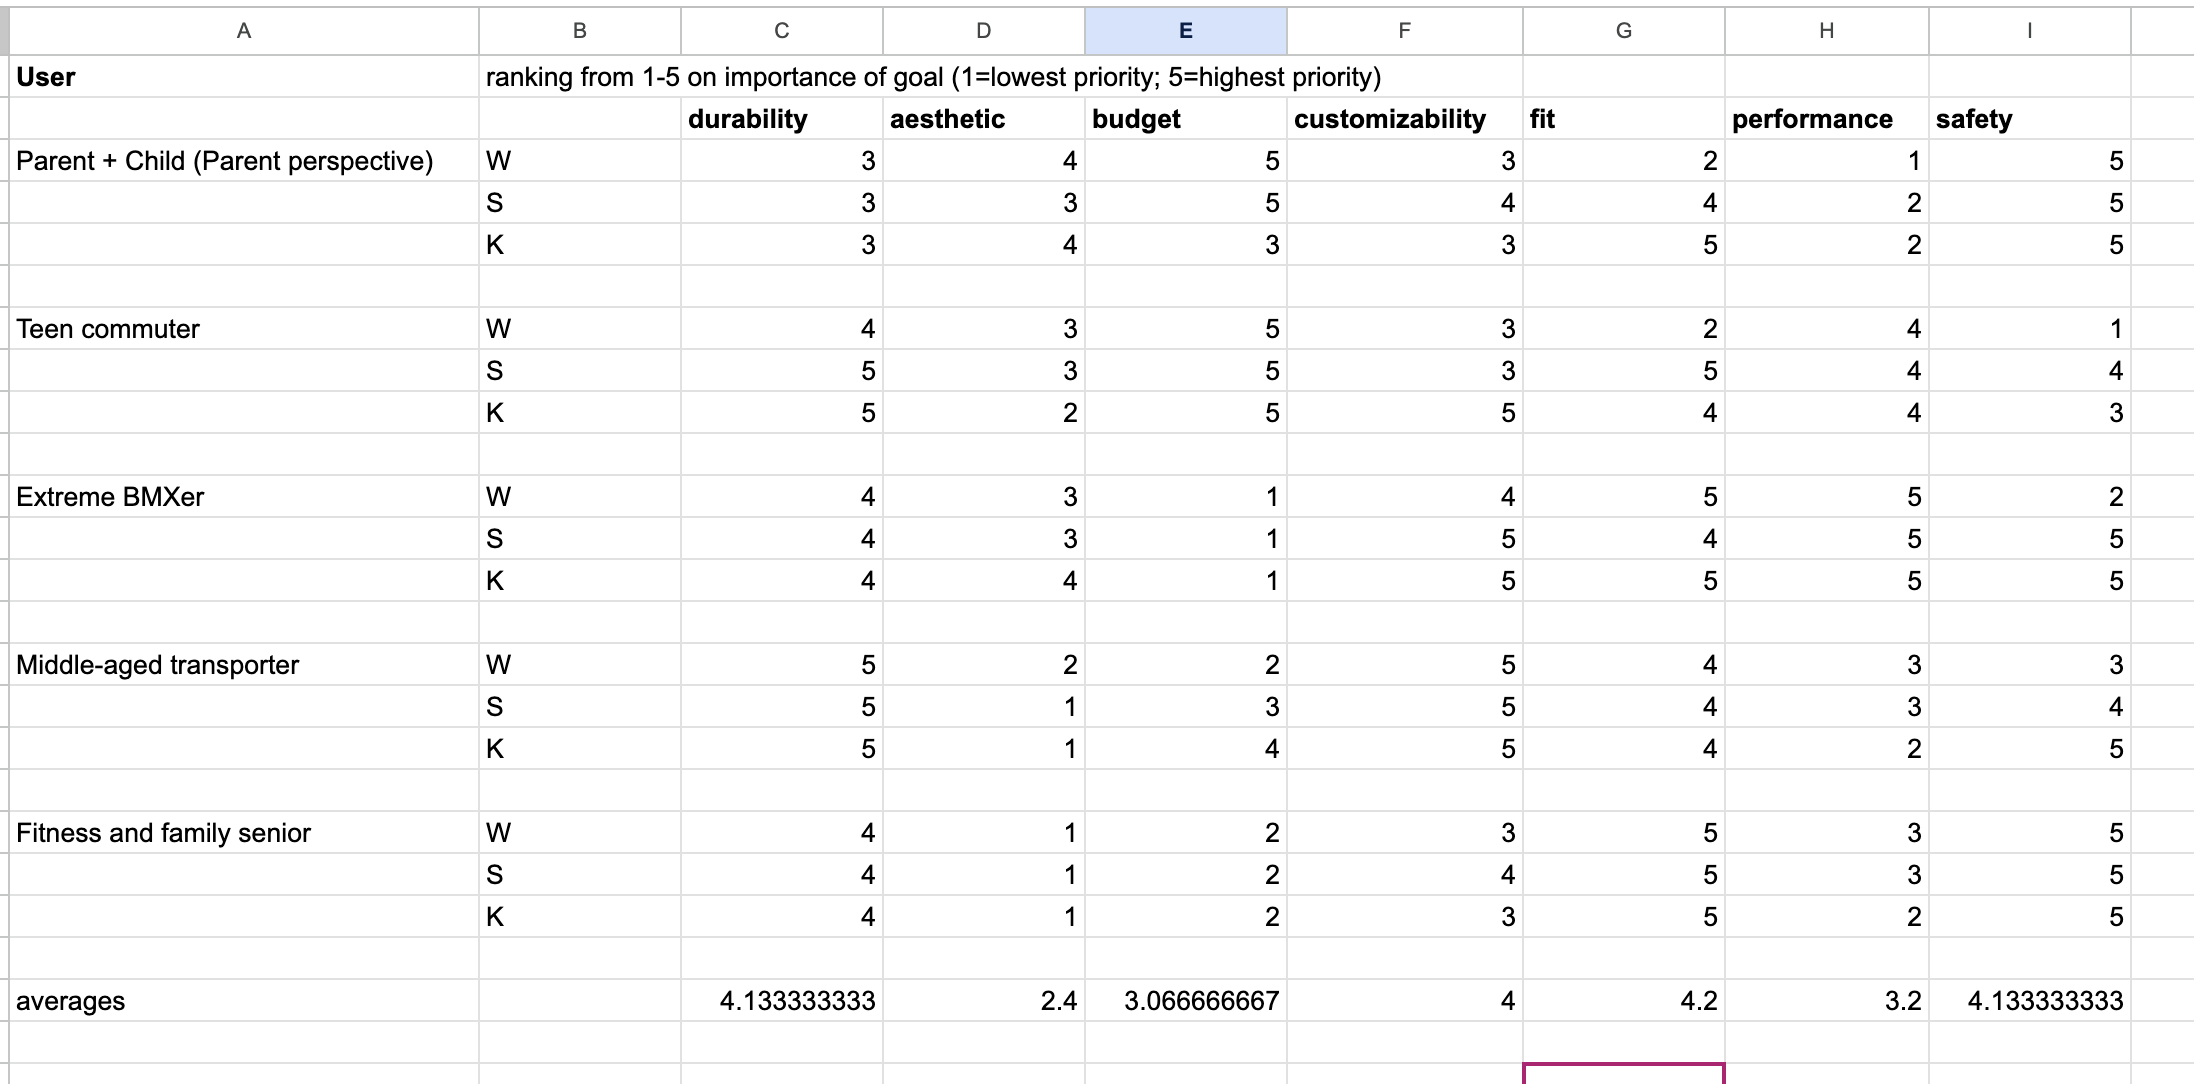 A B C D E F G H I
User ranking from 1-5 on importance of goal (1=lowest priority; 5=highest priority)
durability aesthetic budget customizability fit performance safety
Parent + Child (Parent perspective) W 3 4 5 3 2 1 5
S 3 3 5 4 4 2 5
K 3 4 3 3 5 2 5
Teen commuter W 4 3 5 3 2 4 1
S 5 3 5 3 5 4 4
K 5 2 5 5 4 4 3
Extreme BMXer W 4 3 1 4 5 5 2
S 4 3 1 5 4 5 5
K 4 4 1 5 5 5 5
Middle-aged transporter W 5 2 2 5 4 3 3
S 5 1 3 5 4 3 4
K 5 1 4 5 4 2 5
Fitness and family senior W 4 1 2 3 5 3 5
S 4 1 2 4 5 3 5
K 4 1 2 3 5 2 5
averages 4.133333333 2.4 3.066666667 4 4.2 3.2 4.133333333